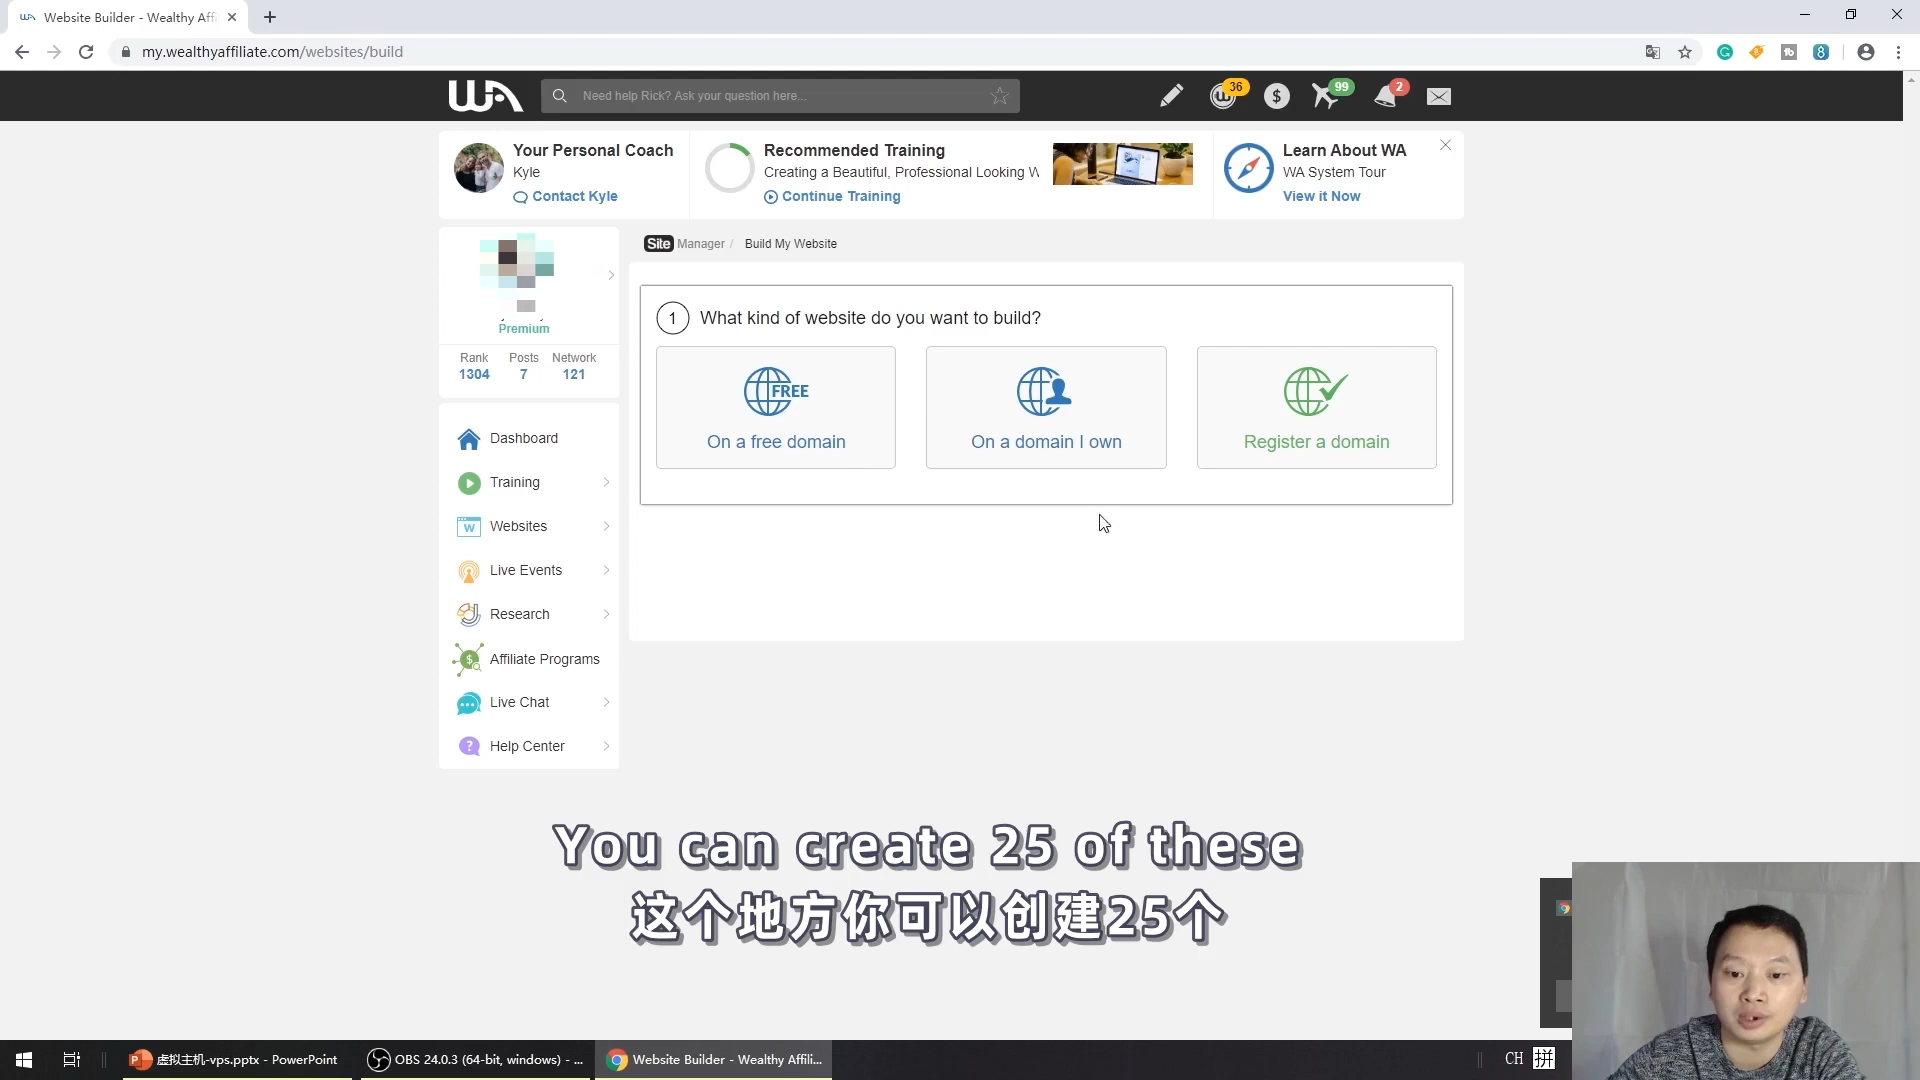 Website Builder - Wealthy Affi
my.wealthyaffiliate.com/websites/build
WA
Need help Rick? Ask your question here...
36
99
2
Your Personal Coach
Kyle
Contact Kyle
Recommended Training
Creating a Beautiful, Professional Looking W
Continue Training
Learn About WA
WA System Tour
View it Now
Premium
Rank Posts Network
1304 7 121
Site Manager / Build My Website
1 What kind of website do you want to build?
FREE
On a free domain
On a domain I own
Register a domain
Dashboard
Training
Websites
Live Events
Research
Affiliate Programs
Live Chat
Help Center
You can create 25 of these
这个地方你可以创建25个
虚拟主机-vps.pptx - PowerPoint
OBS 24.0.3 (64-bit, windows) - ...
Website Builder - Wealthy Affili...
CH 拼